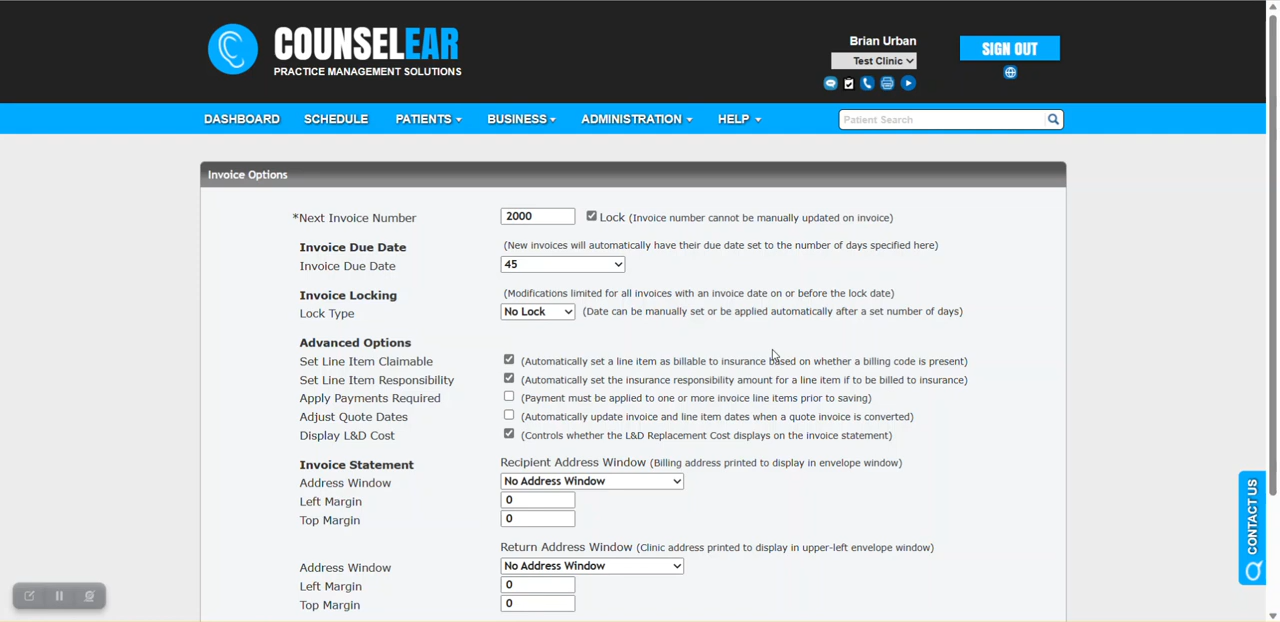 COUNSELEAR
PRACTICE MANAGEMENT SOLUTIONS
Brian Urban
Test Clinic
SIGN OUT
DASHBOARD SCHEDULE PATIENTS BUSINESS ADMINISTRATION HELP
Patient Search
Invoice Options
*Next Invoice Number 2000 Lock (Invoice number cannot be manually updated on invoice)
Invoice Due Date (New invoices will automatically have their due date set to the number of days specified here)
Invoice Due Date 45
Invoice Locking (Modifications limited for all invoices with an invoice date on or before the lock date)
Lock Type No Lock (Date can be manually set or be applied automatically after a set number of days)
Advanced Options
Set Line Item Claimable (Automatically set a line item as billable to insurance based on whether a billing code is present)
Set Line Item Responsibility (Automatically set the insurance responsibility amount for a line item if to be billed to insurance)
Apply Payments Required (Payment must be applied to one or more invoice line items prior to saving)
Adjust Quote Dates (Automatically update invoice and line item dates when a quote invoice is converted)
Display L&D Cost (Controls whether the L&D Replacement Cost displays on the invoice statement)
Invoice Statement Recipient Address Window (Billing address printed to display in envelope window)
Address Window No Address Window
Left Margin 0
Top Margin 0
Return Address Window (Clinic address printed to display in upper-left envelope window)
Address Window No Address Window
Left Margin 0
Top Margin 0
CONTACT US